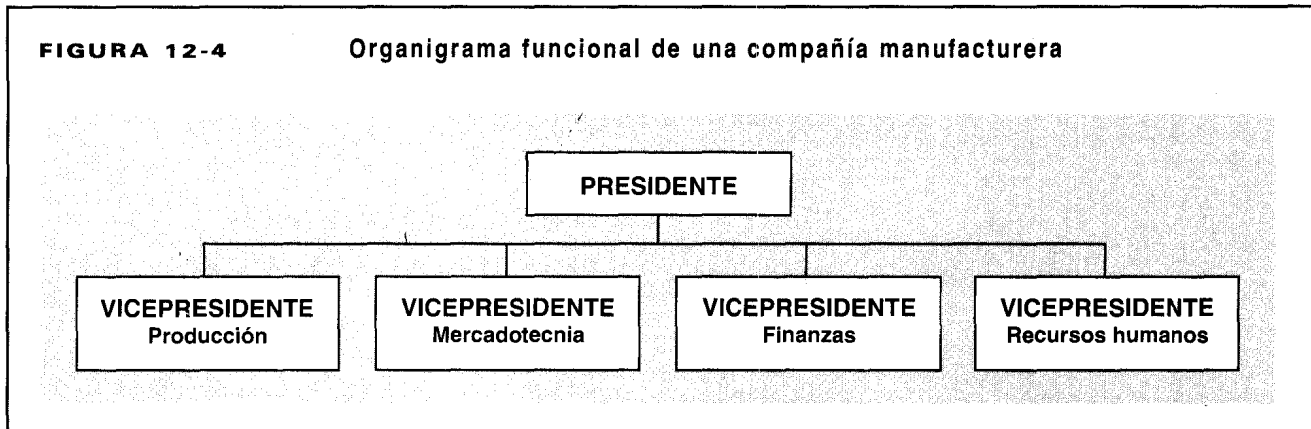 FIGURA 12-4 Organigrama funcional de una compañía manufacturera
PRESIDENTE
VICEPRESIDENTE
Producción
VICEPRESIDENTE
Mercadotecnia
VICEPRESIDENTE
Finanzas
VICEPRESIDENTE
Recursos humanos